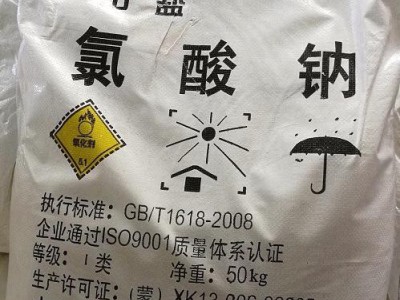 盐
氯酸钠
氧化剂
5.1
执行标准：GB/T1618-2008
企业通过ISO9001质量体系认证
等级：I类 净重：50kg
生产许可证：(蒙)XK13